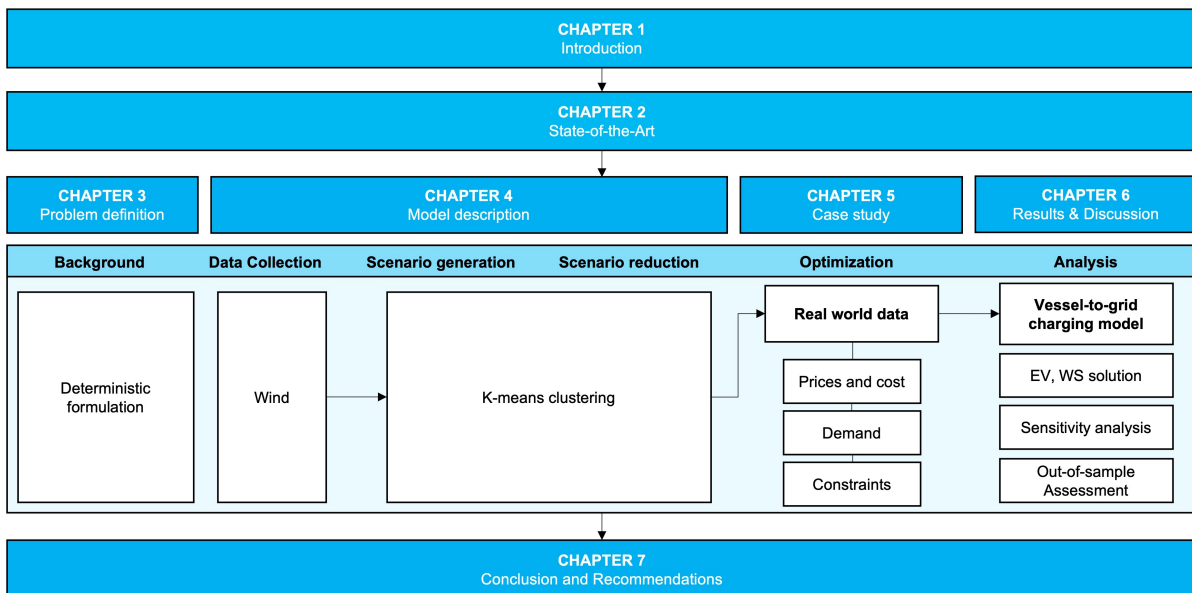 CHAPTER 1
Introduction
CHAPTER 2
State-of-the-Art
CHAPTER 3
Problem definition
CHAPTER 4
Model description
CHAPTER 5
Case study
CHAPTER 6
Results & Discussion
Background
Data Collection
Scenario generation
Scenario reduction
Optimization
Analysis
Deterministic
formulation
Wind
K-means clustering
Real world data
Prices and cost
Demand
Constraints
Vessel-to-grid
charging model
EV, WS solution
Sensitivity analysis
Out-of-sample
Assessment
CHAPTER 7
Conclusion and Recommendations